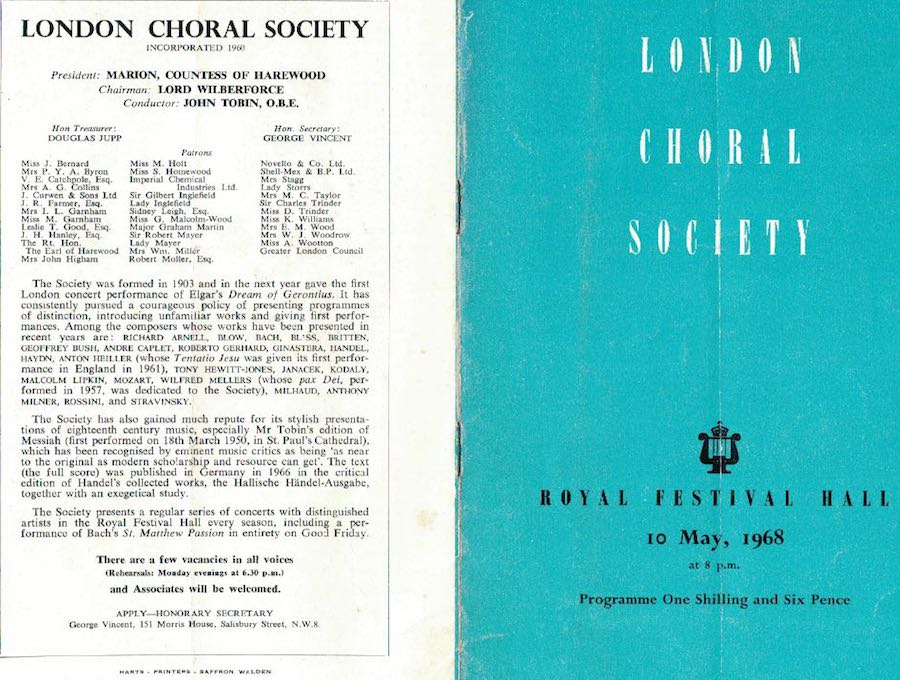 LONDON CHORAL SOCIETY
INCORPORATED 1960
President: MARION, COUNTESS OF HAREWOOD
Chairman: LORD WILBERFORCE
Conductor: JOHN TOBIN, O.B.E.
Hon Treasurer:
DOUGLAS JUPP
Hon. Secretary:
GEORGE VINCENT
Patrons
Miss J. Bernard
Mrs P. Y. A. Byron
V. E. Catchpole, Esq.
Mrs A. G. Collins
J. Curwen & Sons Ltd
J. R. Farmer, Esq.
Mrs I. L. Garnham
Miss M. Garnham
Leslie T. Good, Esq.
J. H. Hanley, Esq.
The Rt. Hon.
The Earl of Harewood
Mrs John Higham
Miss M. Holt
Miss S. Homewood
Imperial Chemical
Industries Ltd.
Sir Gilbert Inglefield
Lady Inglefield
Sidney Leigh, Esq.
Miss G. Malcolm-Wood
Major Graham Martin
Sir Robert Mayer
Lady Mayer
Mrs Wm. Miller
Robert Moller, Esq.
Novello & Co. Ltd.
Shell-Mex & B.P. Ltd.
Mrs Stagg
Lady Storrs
Mrs M. C. Taylor
Sir Charles Trinder
Miss D. Trinder
Miss K. Williams
Mrs E. M. Wood
Mrs W. J. Woodrow
Miss A. Wootton
Greater London Council
The Society was formed in 1903 and in the next year gave the first
London concert performance of Elgar's Dream of Gerontius. It has
consistently pursued a courageous policy of presenting programmes
of distinction, introducing unfamiliar works and giving first perfor-
mances. Among the composers whose works have been presented in
recent years are: RICHARD ARNELL, BLOW, BACH, BL'SS, BRITTEN,
GEOFFREY BUSH, ANDRE CAPLET, ROBERTO GERHARD, GINASTERA, HANDEL,
HAYDN, ANTON HEILLER (whose Tentatio Jesu was given its first perfor-
mance in England in 1961), TONY HEWITT-JONES, JANACEK, KODALY,
MALCOLM LIPKIN, MOZART, WILFRED MELLERS (whose pax Dei, per-
formed in 1957, was dedicated to the Society), MILHAUD, ANTHONY
MILNER, ROSSINI, and STRAVINSKY.
The Society has also gained much repute for its stylish presenta-
tions of eighteenth century music, especially Mr Tobin's edition of
Messiah (first performed on 18th March 1950, in St. Paul's Cathedral),
which has been recognised by eminent music critics as being 'as near
to the original as modern scholarship and resource can get'. The text
(the full score) was published in Germany in 1966 in the critical
edition of Handel's collected works, the Hallische Händel-Ausgabe,
together with an exegetical study.
The Society presents a regular series of concerts with distinguished
artists in the Royal Festival Hall every season, including a per-
formance of Bach's St. Matthew Passion in entirety on Good Friday.
There are a few vacancies in all voices
(Rehearsals: Monday evenings at 6.30 p.m.)
and Associates will be welcomed.
APPLY—HONORARY SECRETARY
George Vincent, 151 Morris House, Salisbury Street, N.W.8.
HARTS - PRINTERS - SAFFRON WALDEN
LONDON
CHORAL
SOCIETY
ROYAL FESTIVAL HALL
10 May, 1968
at 8 p.m.
Programme One Shilling and Six Pence